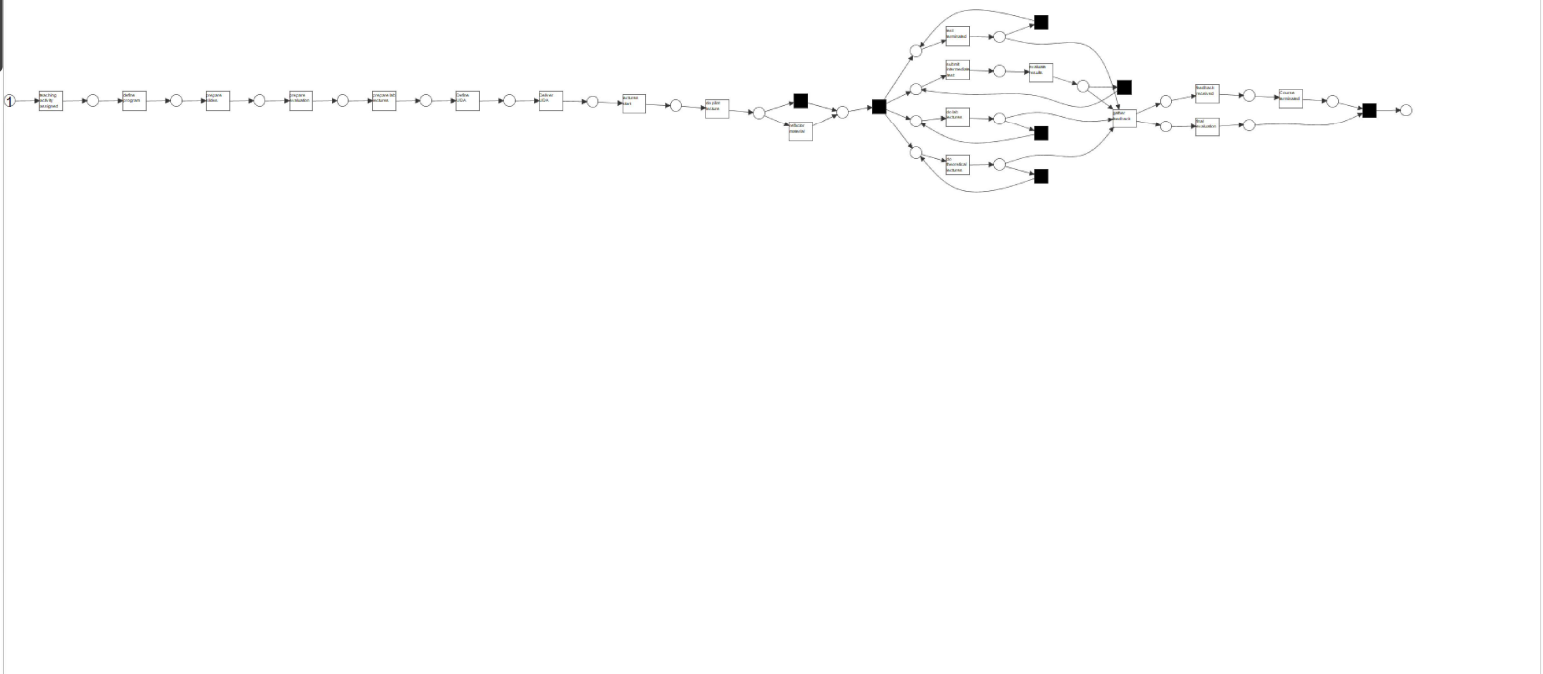 1
teaching
activity
assigned
define
program
prepare
slides
prepare
evaluation
prepare lab
lectures
Define
UDA
Deliver
UDA
lectures
start
do pilot
lecture
refactor
material
test
terminated
submit
intermediate
test
evaluate
results
do lab
lectures
do
theoretical
lectures
gather
feedback
feedback
received
Course
terminated
final
evaluation